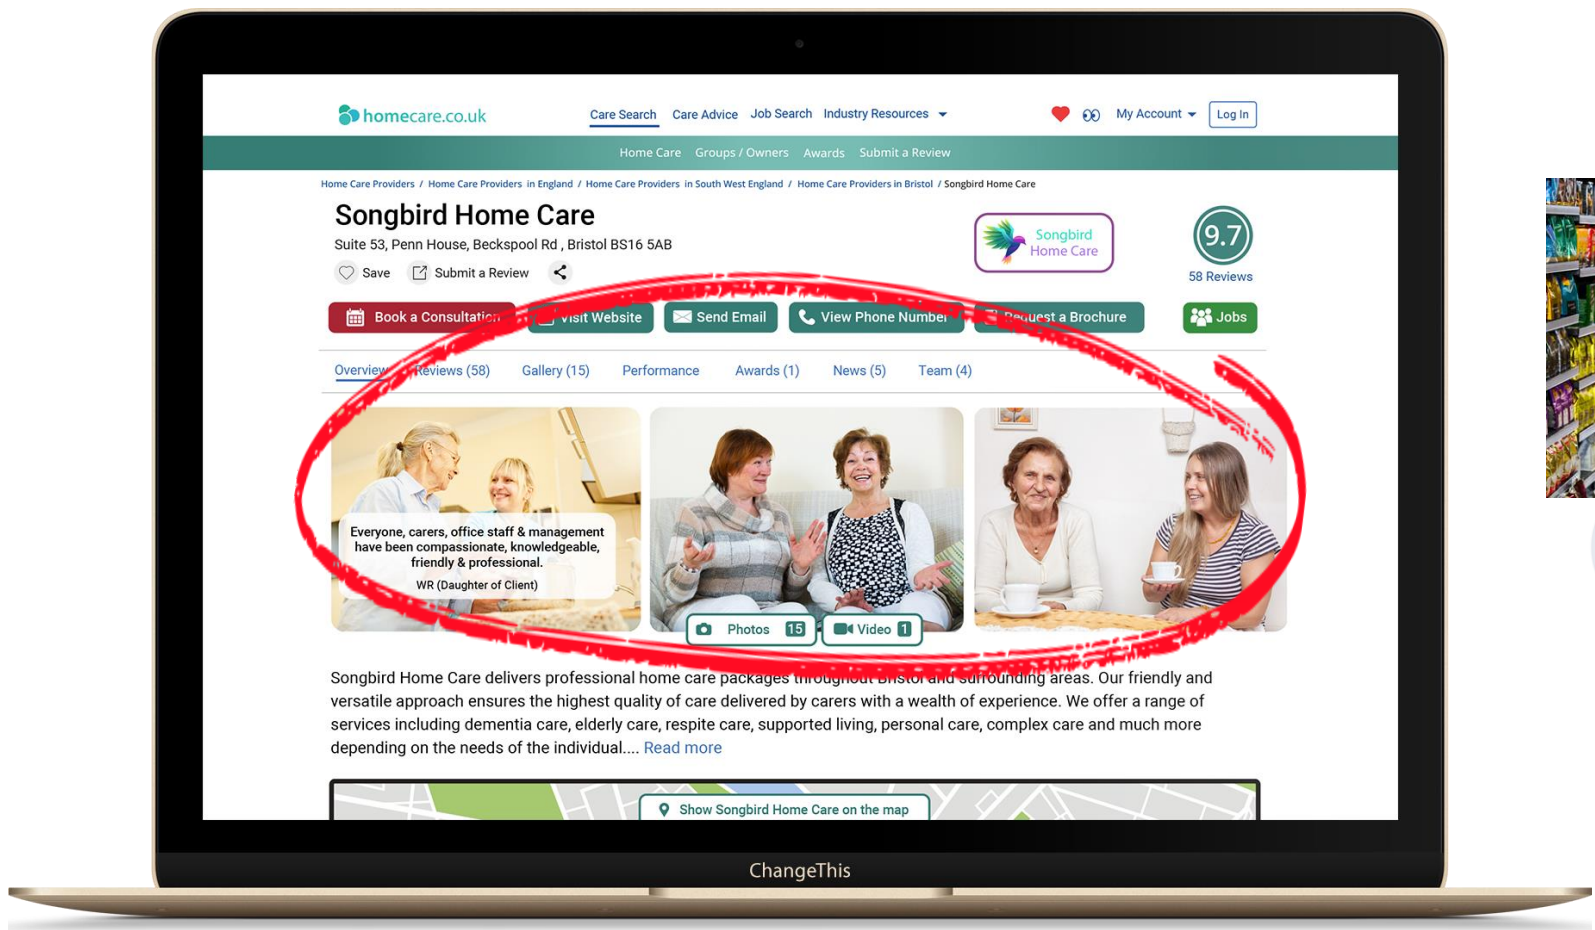 homecare.co.uk
Care Search Care Advice Job Search Industry Resources My Account Log In
Home Care Groups / Owners Awards Submit a Review
Home Care Providers / Home Care Providers in England / Home Care Providers in South West England / Home Care Providers in Bristol / Songbird Home Care
Songbird Home Care
Suite 53, Penn House, Beckspool Rd , Bristol BS16 5AB
Save Submit a Review
Songbird
Home Care
9.7
58 Reviews
Book a Consultation Visit Website Send Email View Phone Number Request a Brochure Jobs
Overview Reviews (58) Gallery (15) Performance Awards (1) News (5) Team (4)
Everyone, carers, office staff & management
have been compassionate, knowledgeable,
friendly & professional.
WR (Daughter of Client)
Photos 15 Video 1
Songbird Home Care delivers professional home care packages throughout Bristol and surrounding areas. Our friendly and
versatile approach ensures the highest quality of care delivered by carers with a wealth of experience. We offer a range of
services including dementia care, elderly care, respite care, supported living, personal care, complex care and much more
depending on the needs of the individual.... Read more
Show Songbird Home Care on the map
ChangeThis